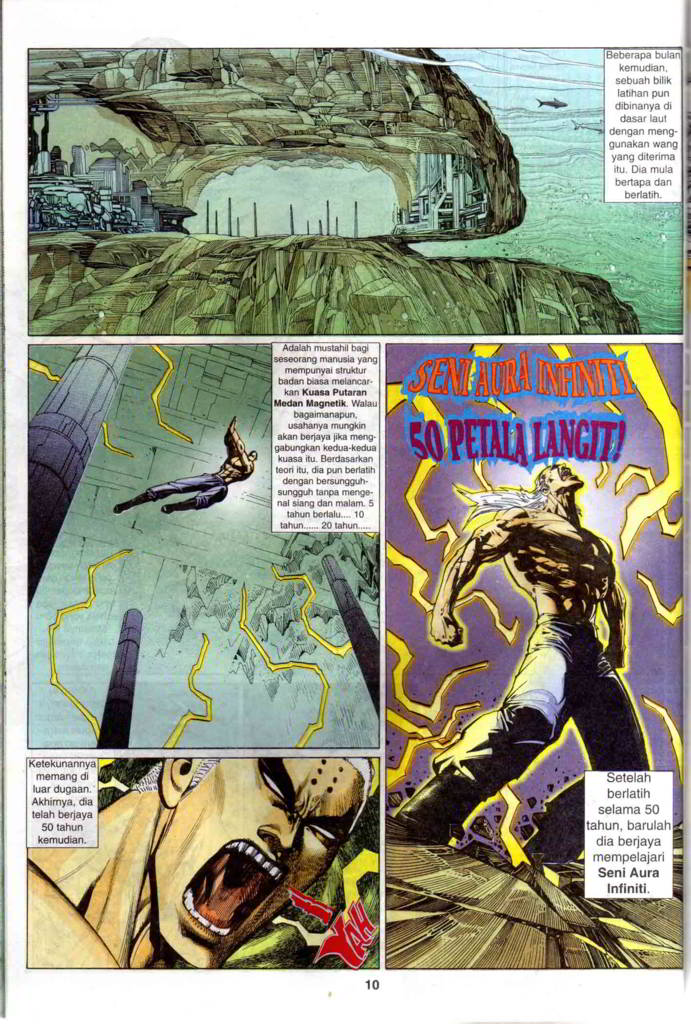 Beberapa bulan
kemudian,
sebuah bilik
latihan pun
dibinanya di
dasar laut
dengan meng-
gunakan wang
yang diterima
itu. Dia mula
bertapa dan
berlatih.
Adalah mustahil bagi
seseorang manusia yang
mempunyai struktur
badan biasa melancar-
kan Kuasa Putaran
Medan Magnetik. Walau
bagaimanapun,
usahanya mungkin
akan berjaya jika meng-
gabungkan kedua-kedua
kuasa itu. Berdasarkan
teori itu, dia pun berlatih
dengan bersungguh-
sungguh tanpa menge-
nal siang dan malam. 5
tahun berlalu.... 10
tahun...... 20 tahun.....
Ketekunannya
memang di
luar dugaan.
Akhirnya, dia
telah berjaya
50 tahun
kemudian.
YAH
SENI AURA INFINITI
50 PETALA LANGIT!
Setelah
berlatih
selama 50
tahun, barulah
dia berjaya
mempelajari
Seni Aura
Infiniti.
10